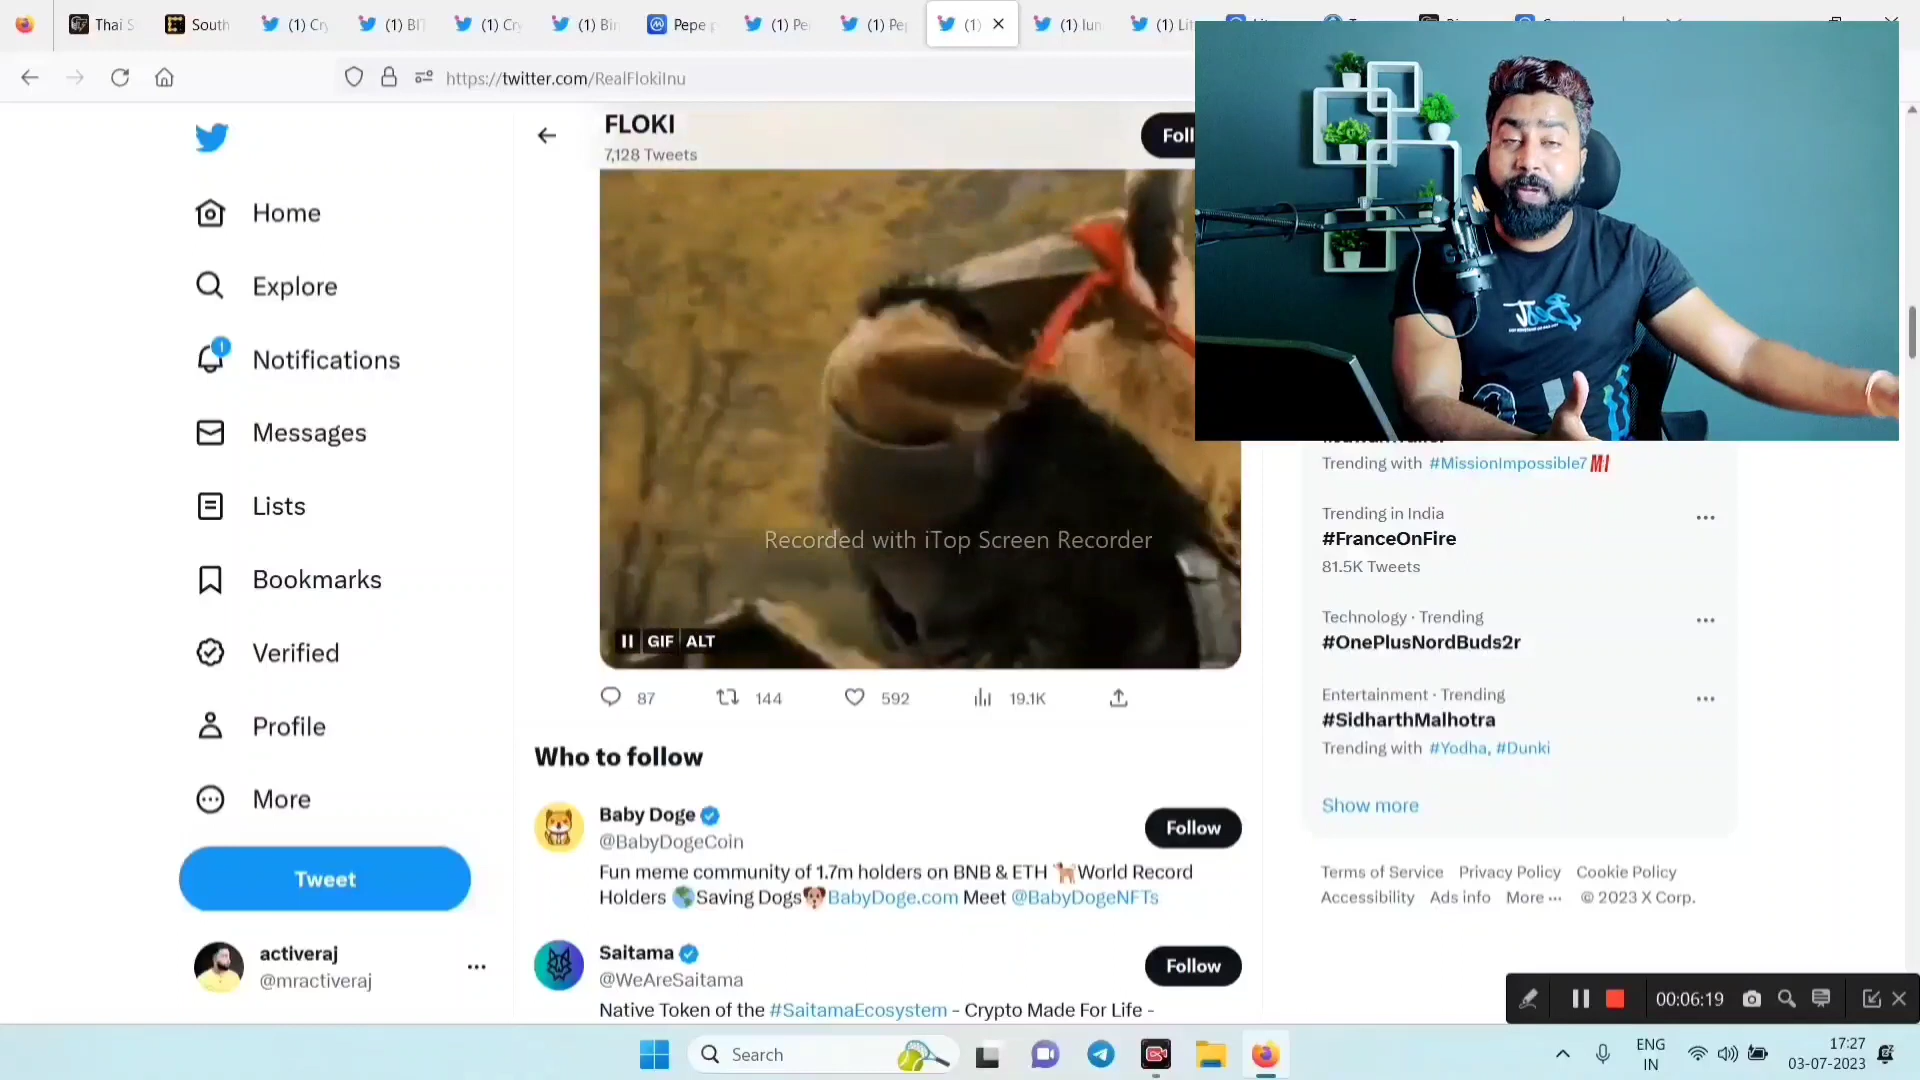 Thai S
South
(1) Cry
(1) BIT
(1) Cry
(1) Bin
Pepe p
(1) Pe
(1) Pe
(1)
(1) lun
(1) Lit
https://twitter.com/RealFlokiInu
FLOKI
7,128 Tweets
Foll
Home
Explore
Notifications
Messages
Lists
Bookmarks
Verified
Profile
More
Tweet
activeraj
@mractiveraj
Recorded with iTop Screen Recorder
GIF ALT
87 144 592 19.1K
Who to follow
Baby Doge
@BabyDogeCoin
Follow
Fun meme community of 1.7m holders on BNB & ETH 🐕World Record
Holders 🌎Saving Dogs🐶BabyDoge.com Meet @BabyDogeNFTs
Saitama
@WeAreSaitama
Follow
Native Token of the #SaitamaEcosystem - Crypto Made For Life -
Trending with #MissionImpossible7
Trending in India
#FranceOnFire
81.5K Tweets
Technology · Trending
#OnePlusNordBuds2r
Entertainment · Trending
#SidharthMalhotra
Trending with #Yodha, #Dunki
Show more
Terms of Service Privacy Policy Cookie Policy
Accessibility Ads info More ··· © 2023 X Corp.
00:06:19
Search
ENG
IN
17:27
03-07-2023